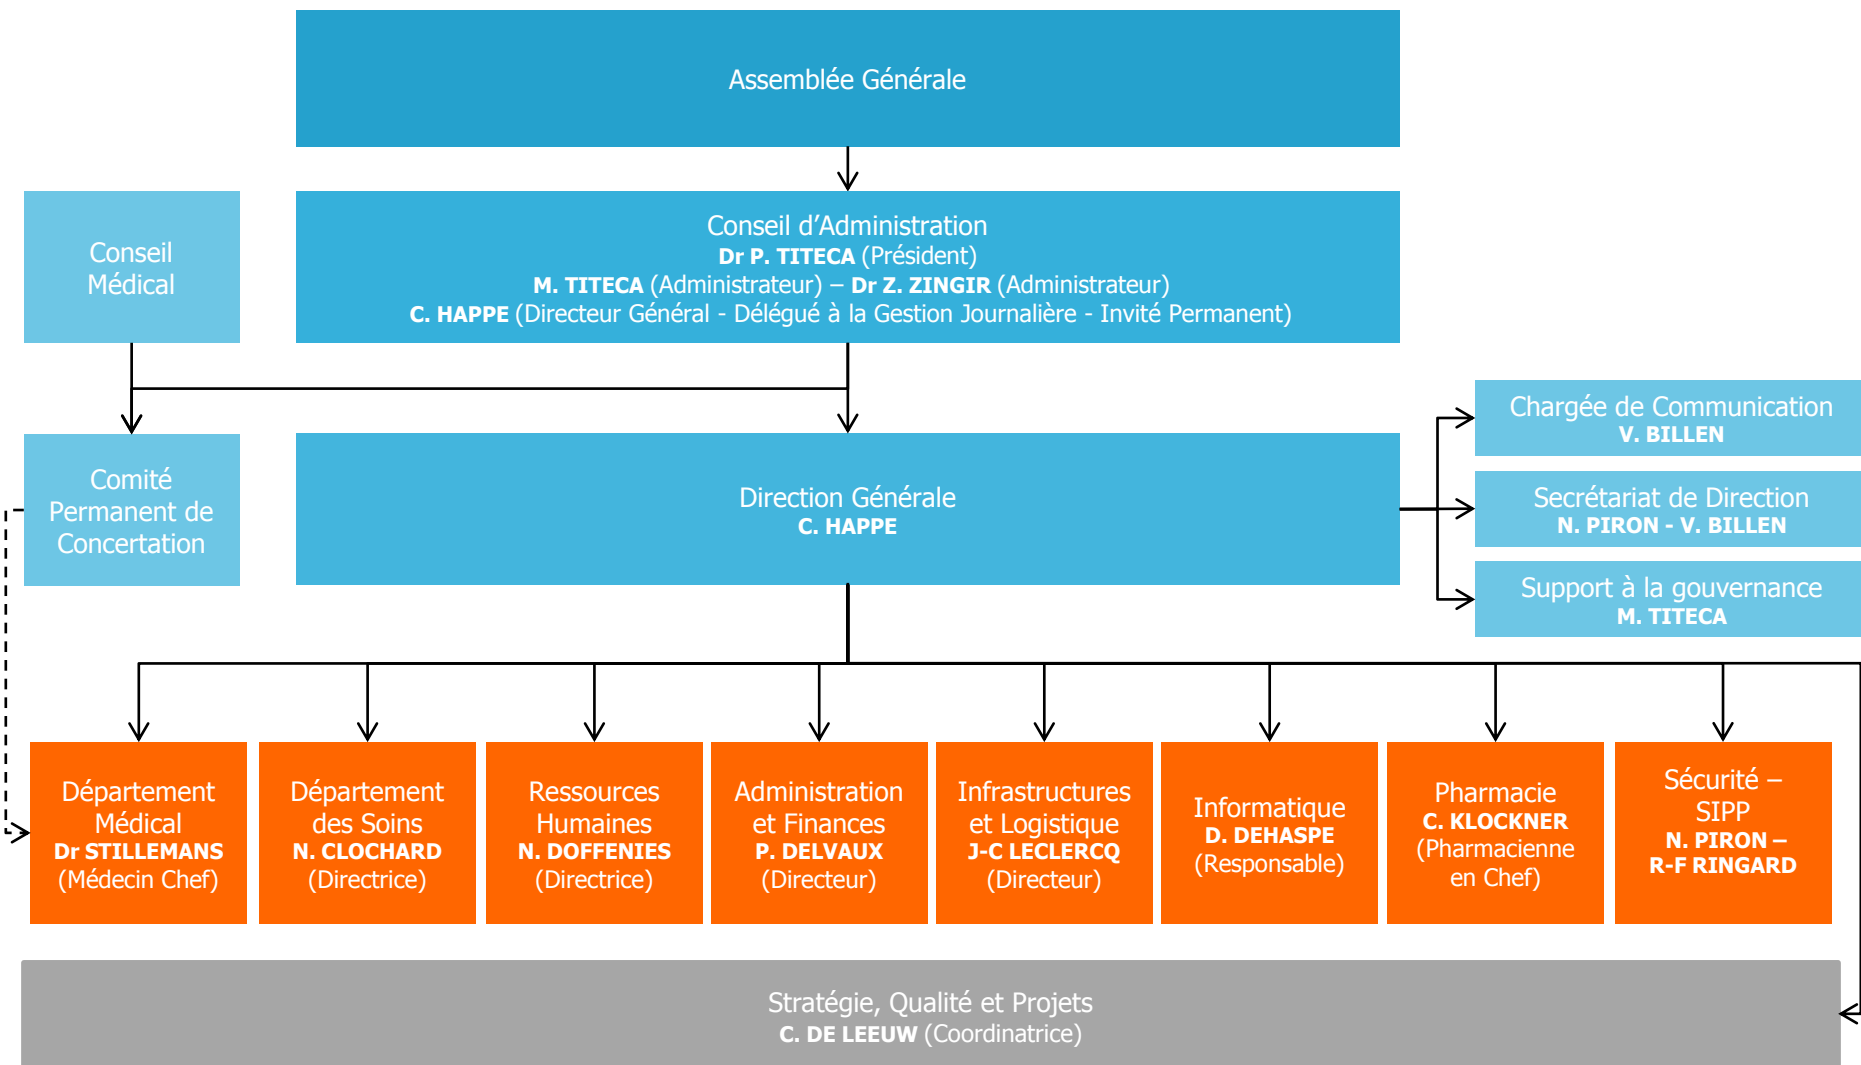 Assemblée Générale
Conseil
Médical
Conseil d’Administration
Dr P. TITECA (Président)
M. TITECA (Administrateur) – Dr Z. ZINGIR (Administrateur)
C. HAPPE (Directeur Général - Délégué à la Gestion Journalière - Invité Permanent)
Comité
Permanent de
Concertation
Direction Générale
C. HAPPE
Chargée de Communication
V. BILLEN
Secrétariat de Direction
N. PIRON - V. BILLEN
Support à la gouvernance
M. TITECA
Département
Médical
Dr STILLEMANS
(Médecin Chef)
Département
des Soins
N. CLOCHARD
(Directrice)
Ressources
Humaines
N. DOFFENIES
(Directrice)
Administration
et Finances
P. DELVAUX
(Directeur)
Infrastructures
et Logistique
J-C LECLERCQ
(Directeur)
Informatique
D. DEHASPE
(Responsable)
Pharmacie
C. KLOCKNER
(Pharmacienne
en Chef)
Sécurité –
SIPP
N. PIRON –
R-F RINGARD
Stratégie, Qualité et Projets
C. DE LEEUW (Coordinatrice)